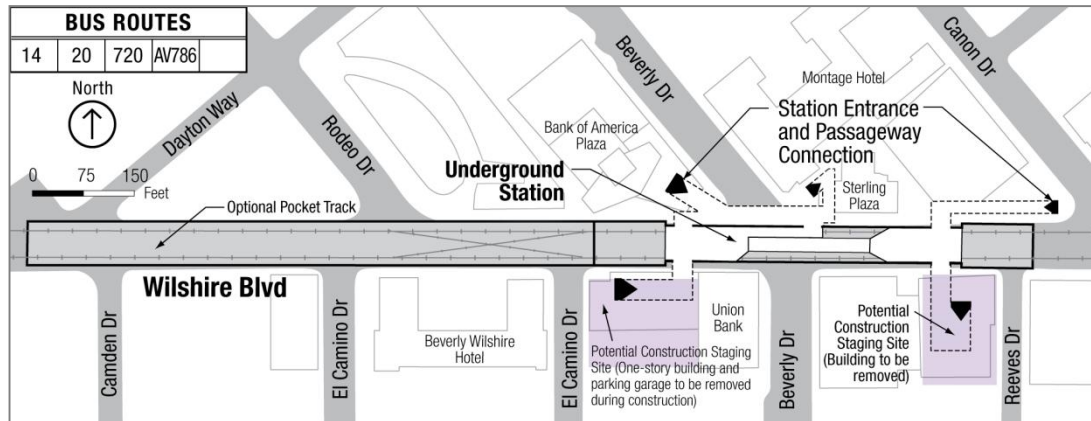 BUS ROUTES
14 20 720 AV786
North
0 75 150
Feet
Dayton Way
Rodeo Dr
Beverly Dr
Canon Dr
Montage Hotel
Station Entrance
and Passageway
Connection
Bank of America
Plaza
Underground
Station
Sterling
Plaza
Optional Pocket Track
Wilshire Blvd
Camden Dr
El Camino Dr
Beverly Wilshire
Hotel
El Camino Dr
Union
Bank
Potential Construction Staging
Site (One-story building and
parking garage to be removed
during construction)
Beverly Dr
Potential
Construction
Staging Site
(Building to be
removed)
Reeves Dr